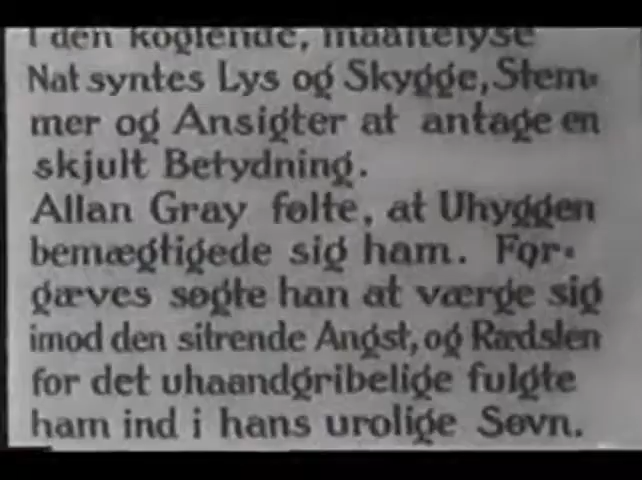 I den koglende, maanelyse
Nat syntes Lys og Skygge, Stem-
mer og Ansigter at antage en
skjult Betydning.
Allan Gray følte, at Uhyggen
bemægtigede sig ham. For-
gæves søgte han at værge sig
imod den sitrende Angst, og Rædslen
for det uhaandgribelige fulgte
ham ind i hans urolige Søvn.